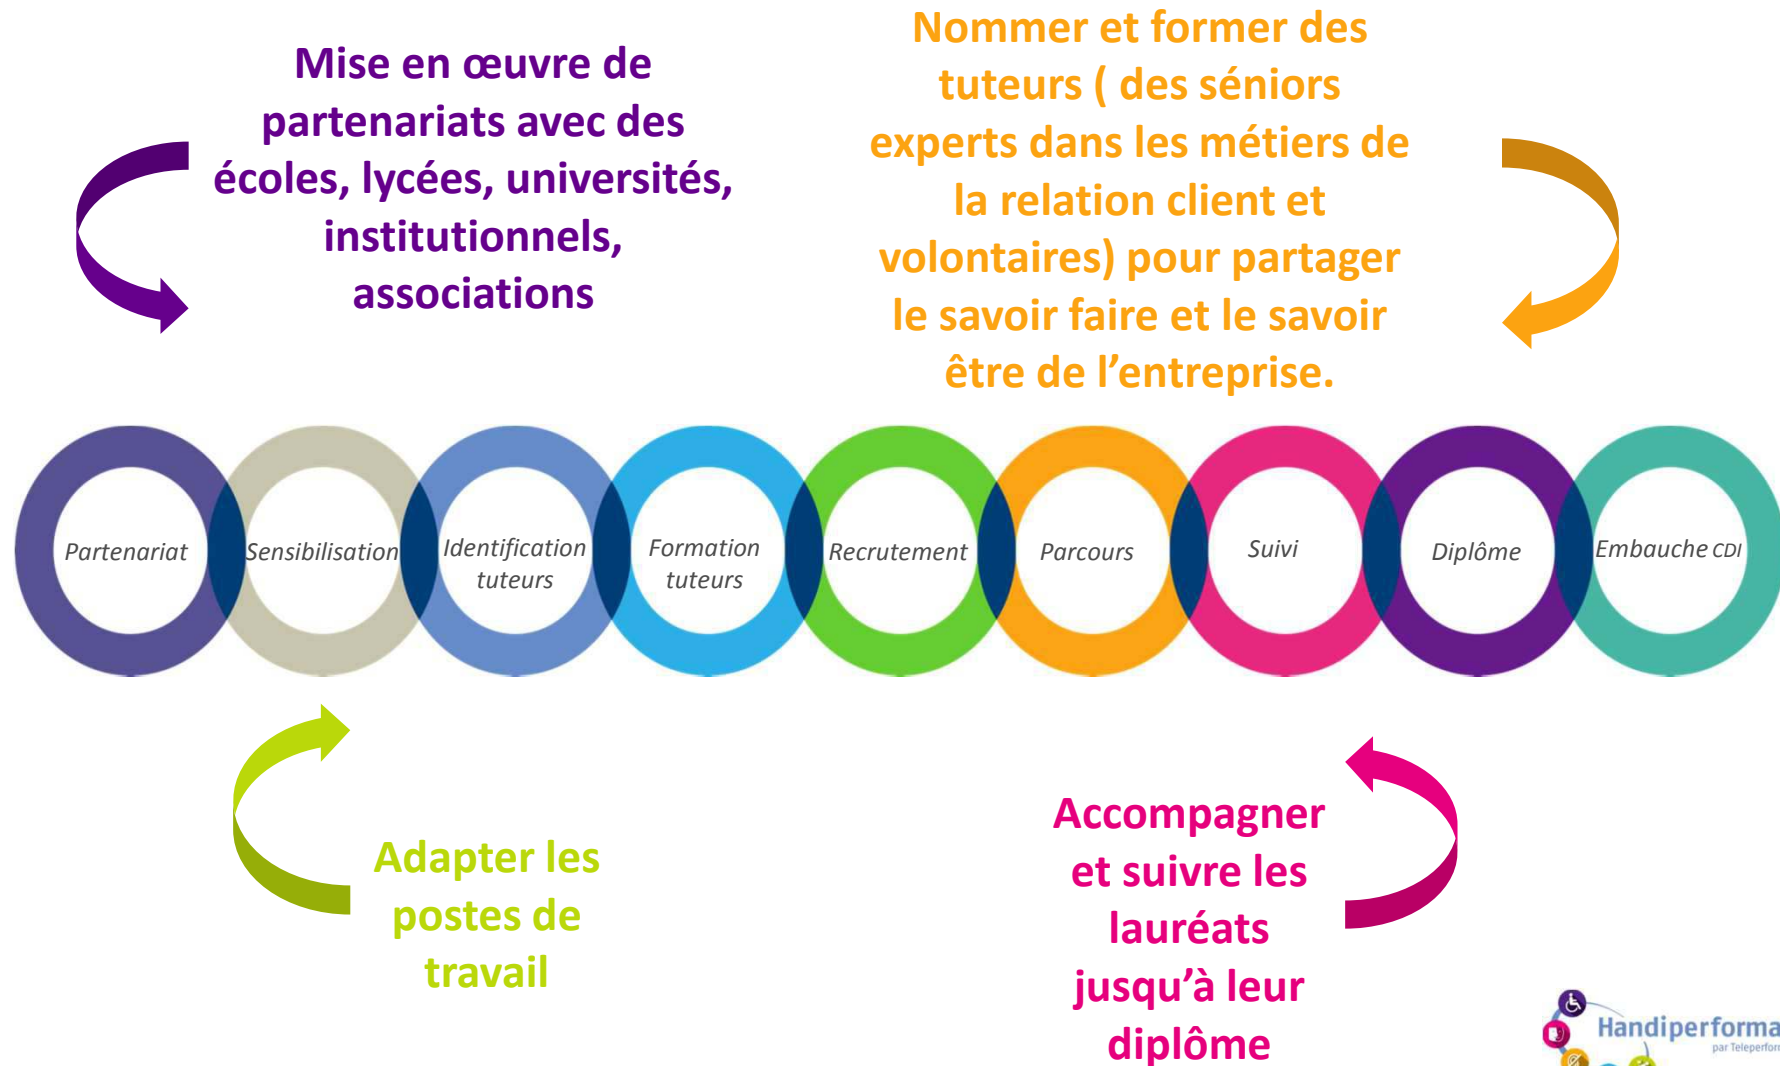 Mise en œuvre de
partenariats avec des
écoles, lycées, universités,
institutionnels,
associations
Nommer et former des
tuteurs ( des séniors
experts dans les métiers de
la relation client et
volontaires) pour partager
le savoir faire et le savoir
être de l’entreprise.
Partenariat
Sensibilisation
Identification
tuteurs
Formation
tuteurs
Recrutement
Parcours
Suivi
Diplôme
Embauche CDI
Adapter les
postes de
travail
Accompagner
et suivre les
lauréats
jusqu’à leur
diplôme
Handiperforma
par Teleperfor